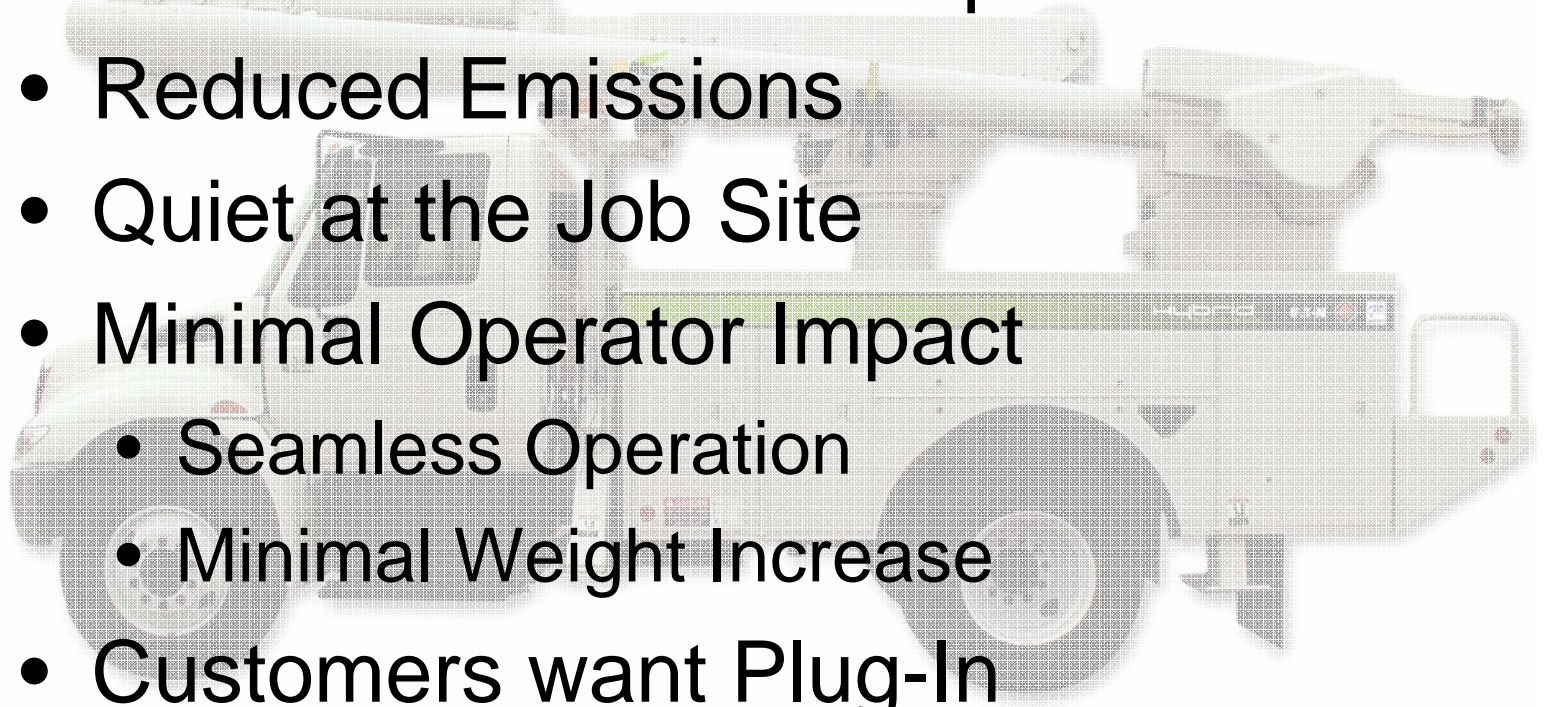 • Reduced Emissions
• Quiet at the Job Site
• Minimal Operator Impact
• Seamless Operation
• Minimal Weight Increase
• Customers want Plug-In